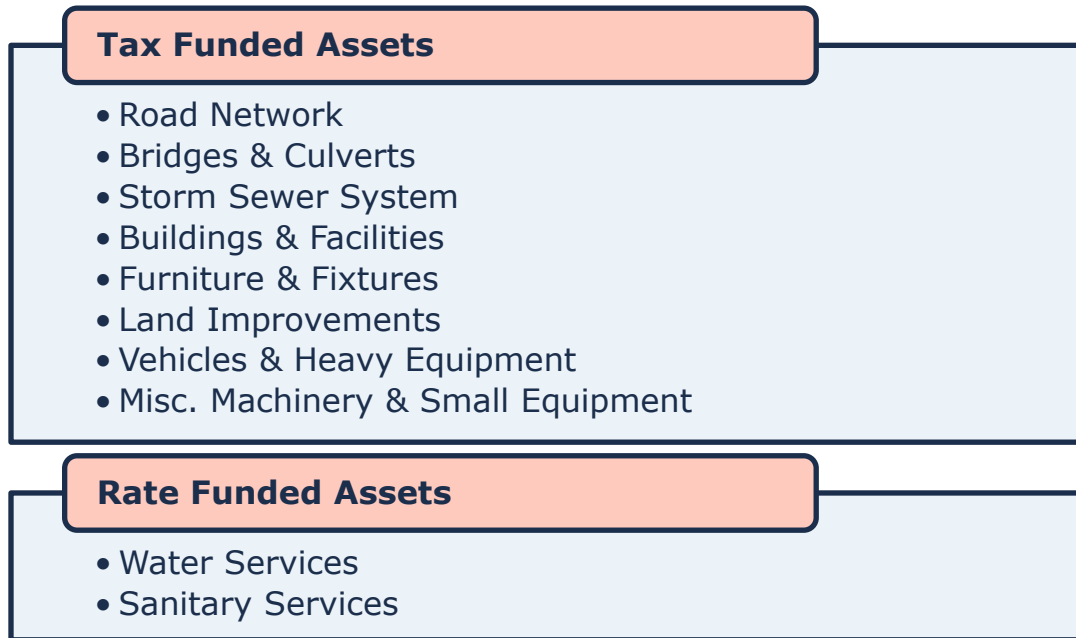 Tax Funded Assets
• Road Network
• Bridges & Culverts
• Storm Sewer System
• Buildings & Facilities
• Furniture & Fixtures
• Land Improvements
• Vehicles & Heavy Equipment
• Misc. Machinery & Small Equipment
Rate Funded Assets
• Water Services
• Sanitary Services